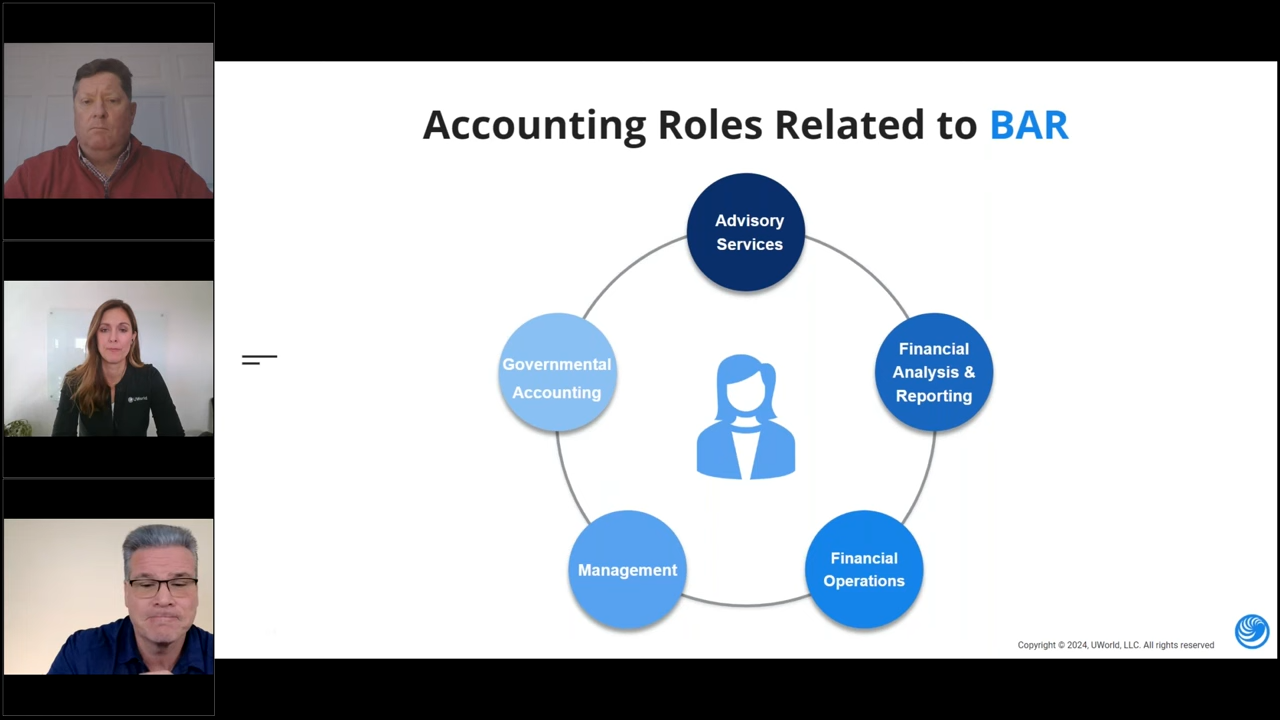 Accounting Roles Related to BAR
Advisory
Services
Financial
Analysis &
Reporting
Governmental
Accounting
Management
Financial
Operations
UWorld
Copyright © 2024, UWorld, LLC. All rights reserved